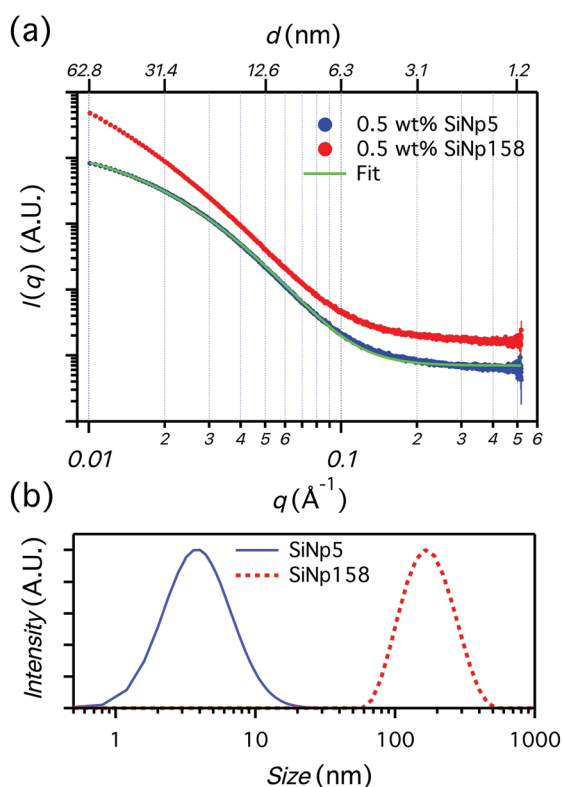 (a)
d (nm)
62.8 31.4 12.6 6.3 3.1 1.2
0.5 wt% SiNp5
0.5 wt% SiNp158
Fit
I(q) (A.U.)
2 3 4 5 6 2 3 4 5 6
0.01 0.1
q (Å⁻¹)
(b)
SiNp5
SiNp158
Intensity (A.U.)
1 10 100 1000
Size (nm)